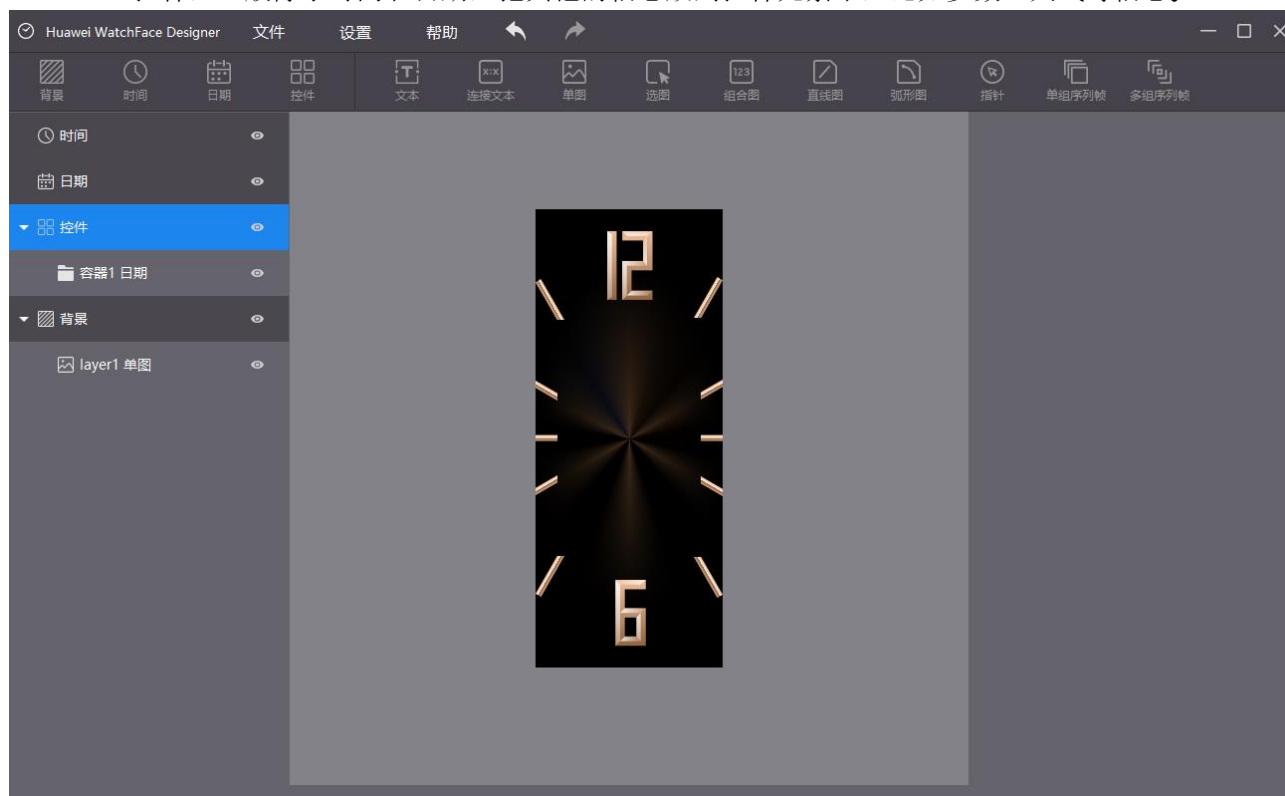 Huawei WatchFace Designer 文件 设置 帮助
背景 时间 日期 控件 文本 连接文本 单图 选图 组合图 直线图 弧形图 指针 单组序列帧 多组序列帧
T X:X 123
时间
日期
控件
容器1 日期
背景
layer1 单图
12
6